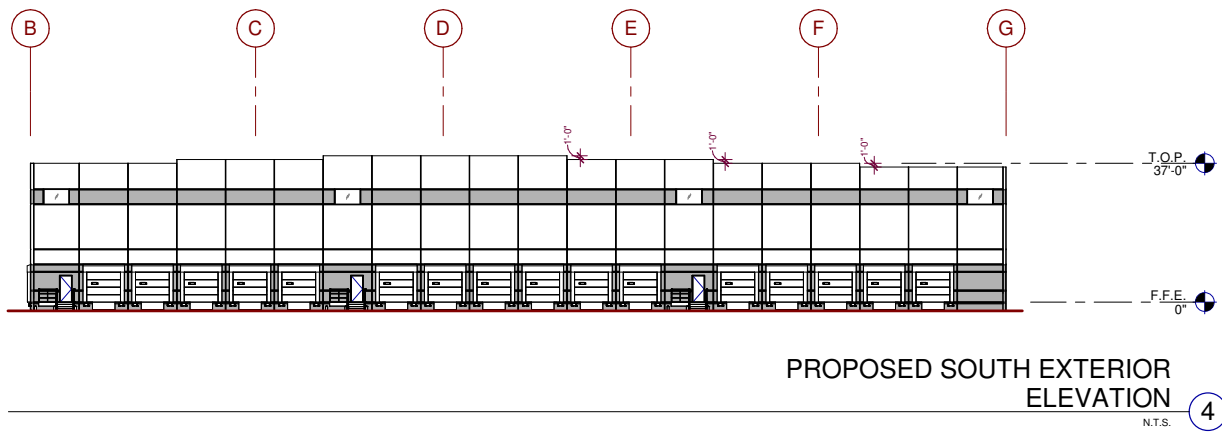 B
C
D
E
F
G
1'-0"
1'-0"
1'-0"
T.O.P.
37'-0"
F.F.E.
0"
PROPOSED SOUTH EXTERIOR
ELEVATION
N.T.S.
4